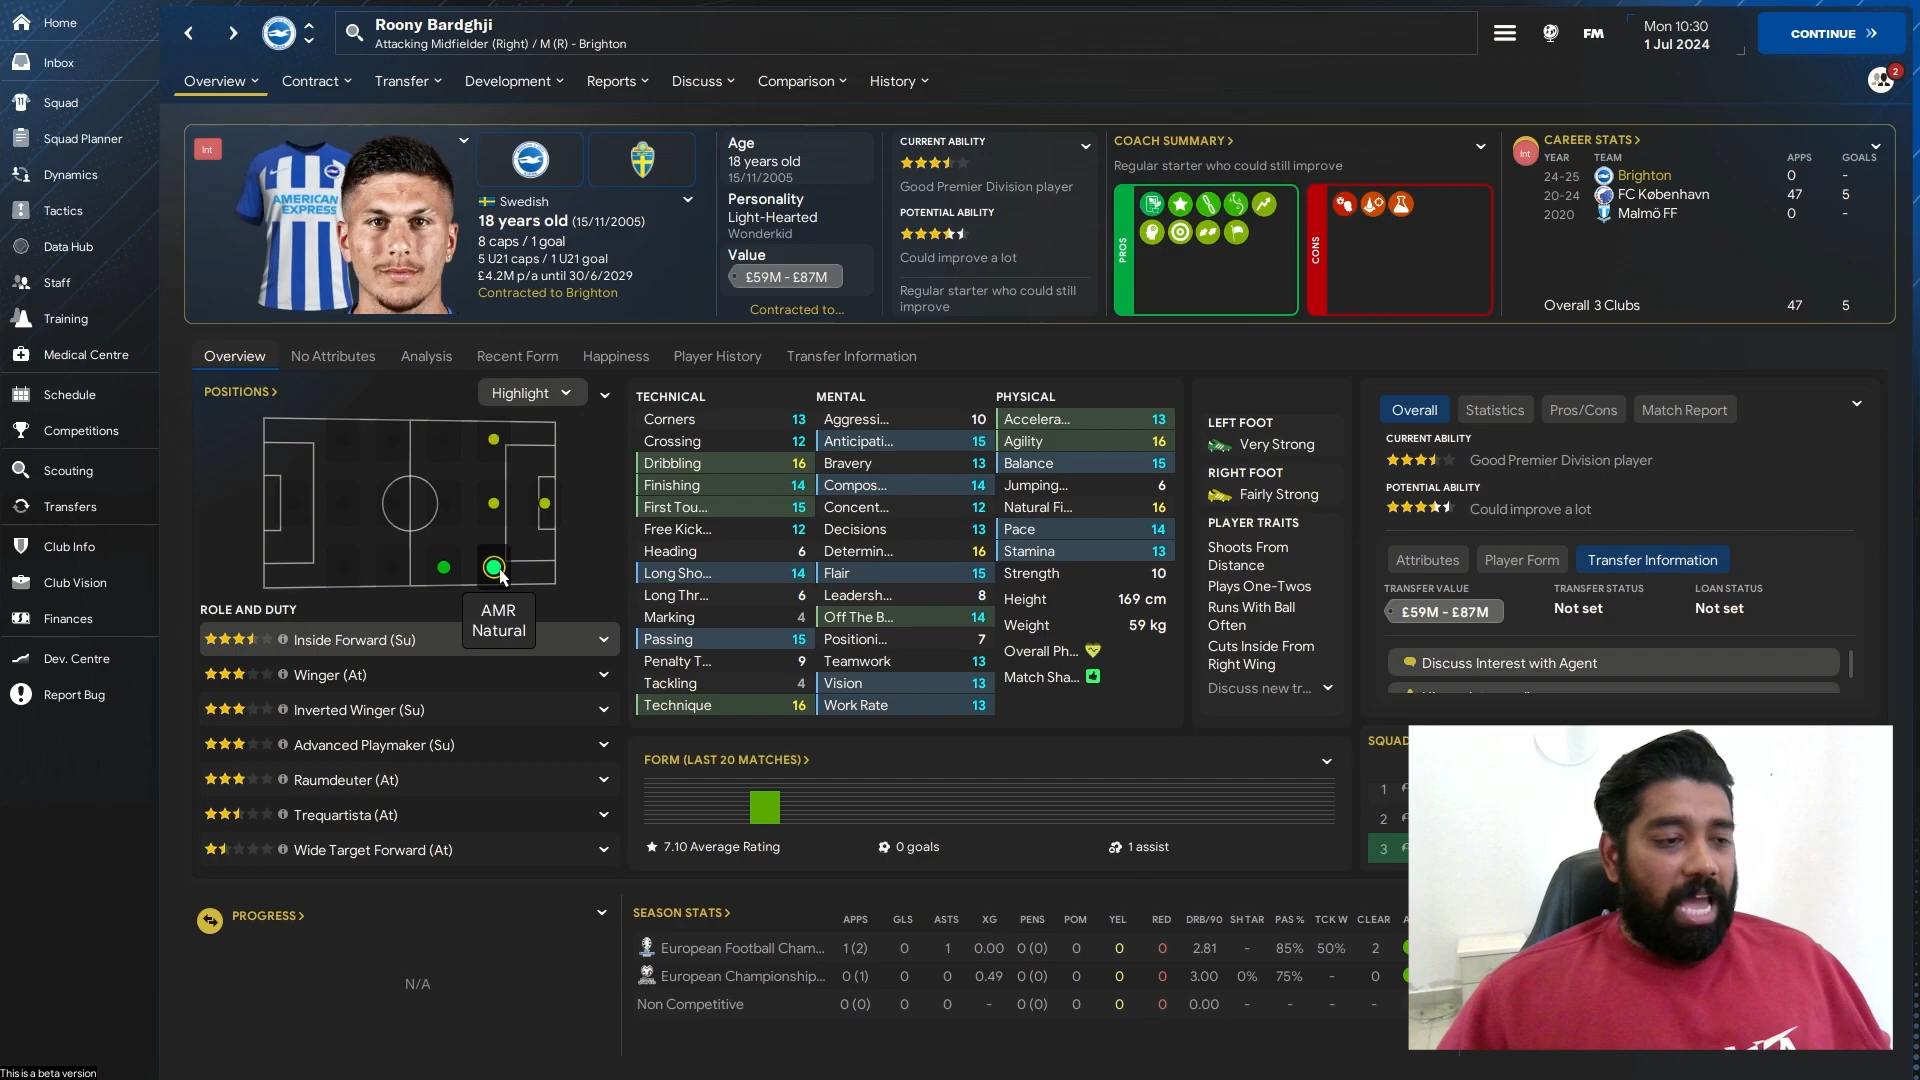 Home
Inbox
Squad
Squad Planner
Dynamics
Tactics
Data Hub
Staff
Training
Medical Centre
Schedule
Competitions
Scouting
Transfers
Club Info
Club Vision
Finances
Dev. Centre
Report Bug
This is a beta version
Roony Bardghji
Attacking Midfielder (Right) / M (R) - Brighton
FM
Mon 10:30
1 Jul 2024
CONTINUE
2
Overview Contract Transfer Development Reports Discuss Comparison History
Int
AMERICAN
EXPRESS
Swedish
18 years old (15/11/2005)
8 caps / 1 goal
5 U21 caps / 1 U21 goal
£4.2M p/a until 30/6/2029
Contracted to Brighton
Age
18 years old
15/11/2005
Personality
Light-Hearted
Wonderkid
Value
£59M - £87M
Contracted to...
CURRENT ABILITY
Good Premier Division player
POTENTIAL ABILITY
Could improve a lot
Regular starter who could still
improve
COACH SUMMARY >
Regular starter who could still improve
PROS
CONS
Int
CAREER STATS >
YEAR TEAM APPS GOALS
24-25 Brighton 0 -
20-24 FC København 47 5
2020 Malmö FF 0 -
Overall 3 Clubs 47 5
Overview No Attributes Analysis Recent Form Happiness Player History Transfer Information
POSITIONS >
Highlight
AMR
Natural
ROLE AND DUTY
Inside Forward (Su)
Winger (At)
Inverted Winger (Su)
Advanced Playmaker (Su)
Raumdeuter (At)
Trequartista (At)
Wide Target Forward (At)
TECHNICAL
Corners 13
Crossing 12
Dribbling 16
Finishing 14
First Tou... 15
Free Kick... 12
Heading 6
Long Sho... 14
Long Thr... 6
Marking 4
Passing 15
Penalty T... 9
Tackling 4
Technique 16
MENTAL
Aggressi... 10
Anticipati... 15
Bravery 13
Compos... 14
Concent... 12
Decisions 13
Determin... 16
Flair 15
Leadersh... 8
Off The B... 14
Positioni... 7
Teamwork 13
Vision 13
Work Rate 13
PHYSICAL
Accelera... 13
Agility 16
Balance 15
Jumping... 6
Natural Fi... 16
Pace 14
Stamina 13
Strength 10
Height 169 cm
Weight 59 kg
Overall Ph...
Match Sha...
LEFT FOOT
Very Strong
RIGHT FOOT
Fairly Strong
PLAYER TRAITS
Shoots From
Distance
Plays One-Twos
Runs With Ball
Often
Cuts Inside From
Right Wing
Discuss new tr...
Overall Statistics Pros/Cons Match Report
CURRENT ABILITY
Good Premier Division player
POTENTIAL ABILITY
Could improve a lot
Attributes Player Form Transfer Information
TRANSFER VALUE TRANSFER STATUS LOAN STATUS
£59M - £87M Not set Not set
Discuss Interest with Agent
FORM (LAST 20 MATCHES) >
7.10 Average Rating 0 goals 1 assist
SQUAD
1
2
3
PROGRESS >
N/A
SEASON STATS > APPS GLS ASTS XG PENS POM YEL RED DRB/90 SH TAR PAS % TCK W CLEAR
European Football Cham... 1 (2) 0 1 0.00 0 (0) 0 0 0 2.81 - 85% 50% 2
European Championship... 0 (1) 0 0 0.49 0 (0) 0 0 0 3.00 0% 75% - 0
Non Competitive 0 (0) 0 0 - 0 (0) 0 0 0 0.00 - - - -